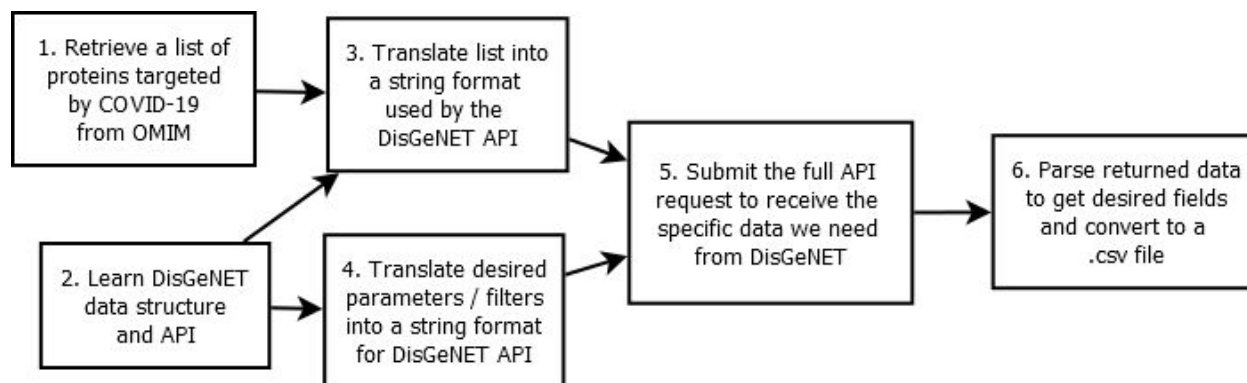 1. Retrieve a list of
proteins targeted
by COVID-19
from OMIM
2. Learn DisGeNET
data structure
and API
3. Translate list into
a string format
used by the
DisGeNET API
4. Translate desired
parameters / filters
into a string format
for DisGeNET API
5. Submit the full API
request to receive the
specific data we need
from DisGeNET
6. Parse returned data
to get desired fields
and convert to a
.csv file